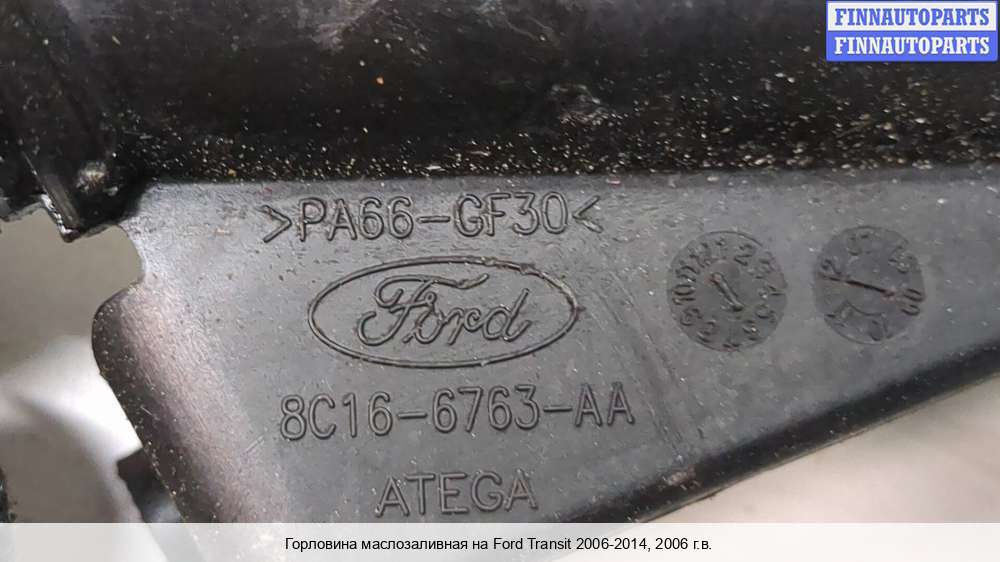 FINNAUTOPARTS
FINNAUTOPARTS
>PA66-GF30<
Ford
8C16-6763-AA
ATEGA
Горловина маслозаливная на Ford Transit 2006-2014, 2006 г.в.